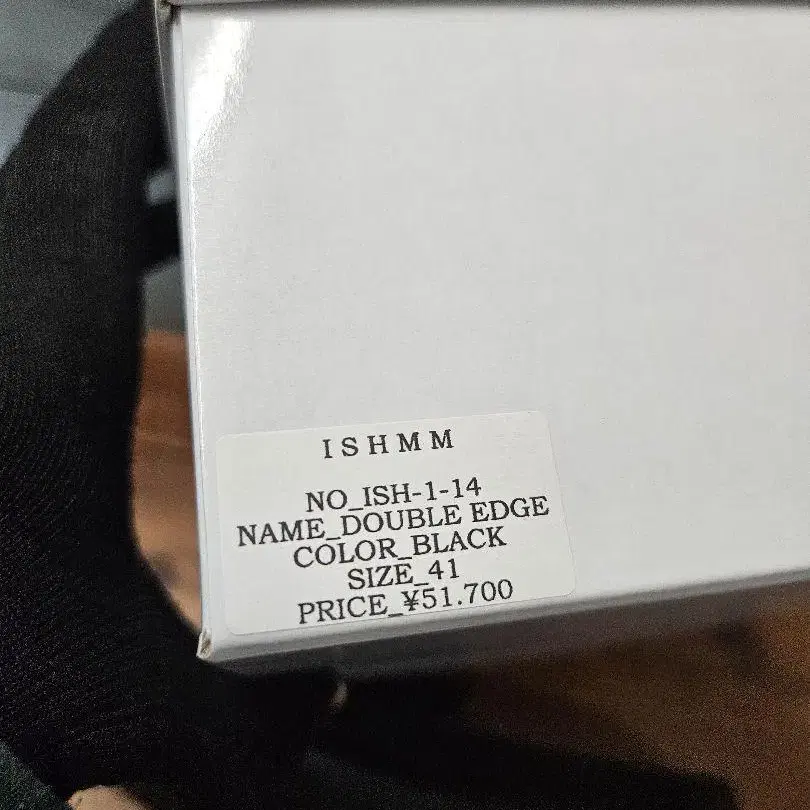 ISHMM
NO_ISH-1-14
NAME_DOUBLE EDGE
COLOR_BLACK
SIZE_41
PRICE_¥51.700